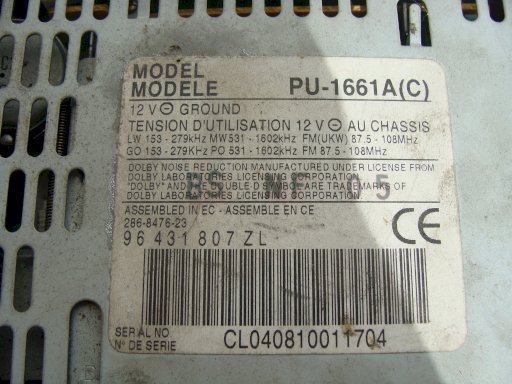 MODEL
MODÈLE PU-1661A(C)
12 V ⊖ GROUND
TENSION D'UTILISATION 12 V ⊖ AU CHASSIS
LW 153 - 279kHz MW 531 - 1602kHz FM(UKW) 87.5 - 108MHz
GO 153 - 279kHz PO 531 - 1602kHz FM 87.5 - 108MHz
DOLBY NOISE REDUCTION MANUFACTURED UNDER LICENSE FROM
DOLBY LABORATORIES LICENSING CORPORATION.
"DOLBY" AND THE DOUBLE D SYMBOL ARE TRADEMARKS OF
DOLBY LABORATORIES LICENSING CORPORATION.
ASSEMBLED IN EC - ASSEMBLE EN CE
286-8476-23
96 431 807 ZL
CE
SERIAL NO.
N° DE SERIE CL040810011704